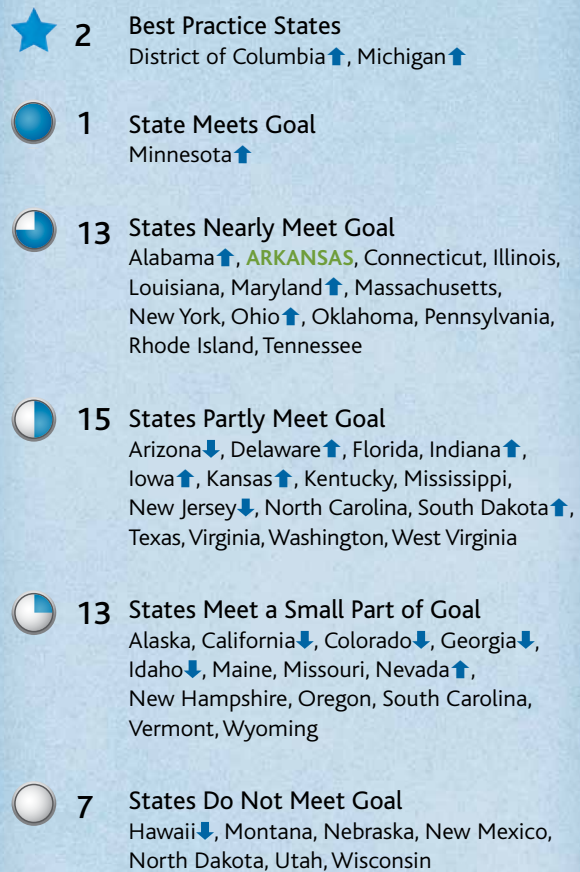 2 Best Practice States
District of Columbia⬆, Michigan⬆
1 State Meets Goal
Minnesota⬆
13 States Nearly Meet Goal
Alabama⬆, ARKANSAS, Connecticut, Illinois,
Louisiana, Maryland⬆, Massachusetts,
New York, Ohio⬆, Oklahoma, Pennsylvania,
Rhode Island, Tennessee
15 States Partly Meet Goal
Arizona⬇, Delaware⬆, Florida, Indiana⬆,
Iowa⬆, Kansas⬆, Kentucky, Mississippi,
New Jersey⬇, North Carolina, South Dakota⬆,
Texas, Virginia, Washington, West Virginia
13 States Meet a Small Part of Goal
Alaska, California⬇, Colorado⬇, Georgia⬇,
Idaho⬇, Maine, Missouri, Nevada⬆,
New Hampshire, Oregon, South Carolina,
Vermont, Wyoming
7 States Do Not Meet Goal
Hawaii⬇, Montana, Nebraska, New Mexico,
North Dakota, Utah, Wisconsin